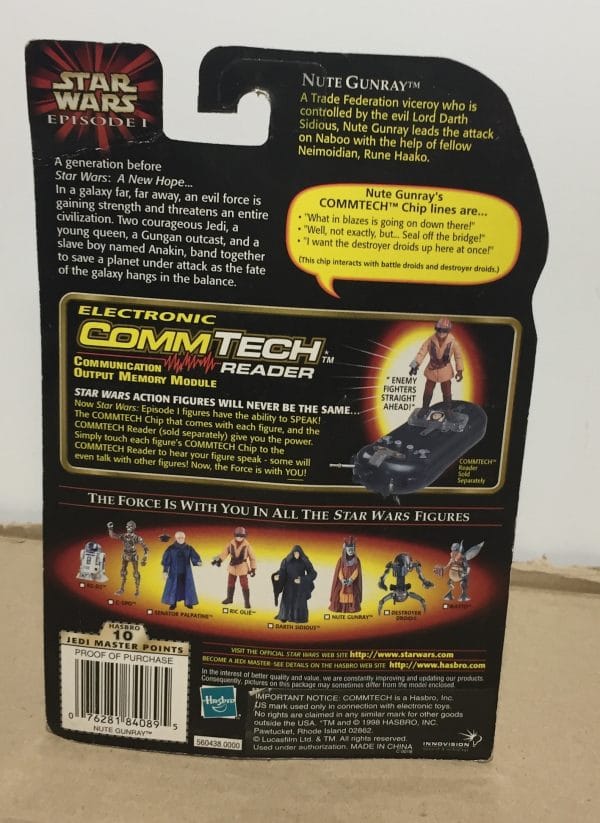 STAR
WARS
EPISODE I
NUTE GUNRAY™
A Trade Federation viceroy who is
controlled by the evil Lord Darth
Sidious, Nute Gunray leads the attack
on Naboo with the help of fellow
Neimoidian, Rune Haako.
A generation before
Star Wars: A New Hope...
In a galaxy far, far away, an evil force is
gaining strength and threatens an entire
civilization. Two courageous Jedi, a
young queen, a Gungan outcast, and a
slave boy named Anakin, band together
to save a planet under attack as the fate
of the galaxy hangs in the balance.
Nute Gunray's
COMMTECH™ Chip lines are...
• "What in blazes is going on down there!"
• "Well, not exactly, but... Seal off the bridge!"
• "I want the destroyer droids up here at once!"
(This chip interacts with battle droids and destroyer droids.)
ELECTRONIC
COMMTECH™
COMMUNICATION
OUTPUT MEMORY MODULE
READER
STAR WARS ACTION FIGURES WILL NEVER BE THE SAME...
Now Star Wars: Episode I figures have the ability to SPEAK!
The COMMTECH Chip that comes with each figure, and the
COMMTECH Reader (sold separately) give you the power.
Simply touch each figure's COMMTECH Chip to the
COMMTECH Reader to hear your figure speak - some will
even talk with other figures! Now, the Force is with YOU!
"ENEMY
FIGHTERS
STRAIGHT
AHEAD!"
COMMTECH™
Reader
Sold
Separately
THE FORCE IS WITH YOU IN ALL THE STAR WARS FIGURES
R2-D2™
C-3PO™
SENATOR PALPATINE™
RIC OLIÉ™
DARTH SIDIOUS™
NUTE GUNRAY™
DESTROYER
DROID™
WATTO™
HASBRO
10
JEDI MASTER POINTS
PROOF OF PURCHASE
0 76281 84089 5
NUTE GUNRAY™
VISIT THE OFFICIAL STAR WARS WEB SITE http://www.starwars.com
BECOME A JEDI MASTER-SEE DETAILS ON THE HASBRO WEB SITE http://www.hasbro.com
In the interest of better quality and value, we are constantly improving and updating our products.
Consequently, pictures on this package may sometimes differ from the model enclosed.
Hasbro
560438.0000
IMPORTANT NOTICE: COMMTECH is a Hasbro, Inc.
US mark used only in connection with electronic toys.
No rights are claimed in any similar mark for other goods
outside the USA. *TM and © 1998 HASBRO, INC.
Pawtucket, Rhode Island 02862.
© Lucasfilm Ltd. & TM. All rights reserved.
Used under authorization. MADE IN CHINA
INNOVISION